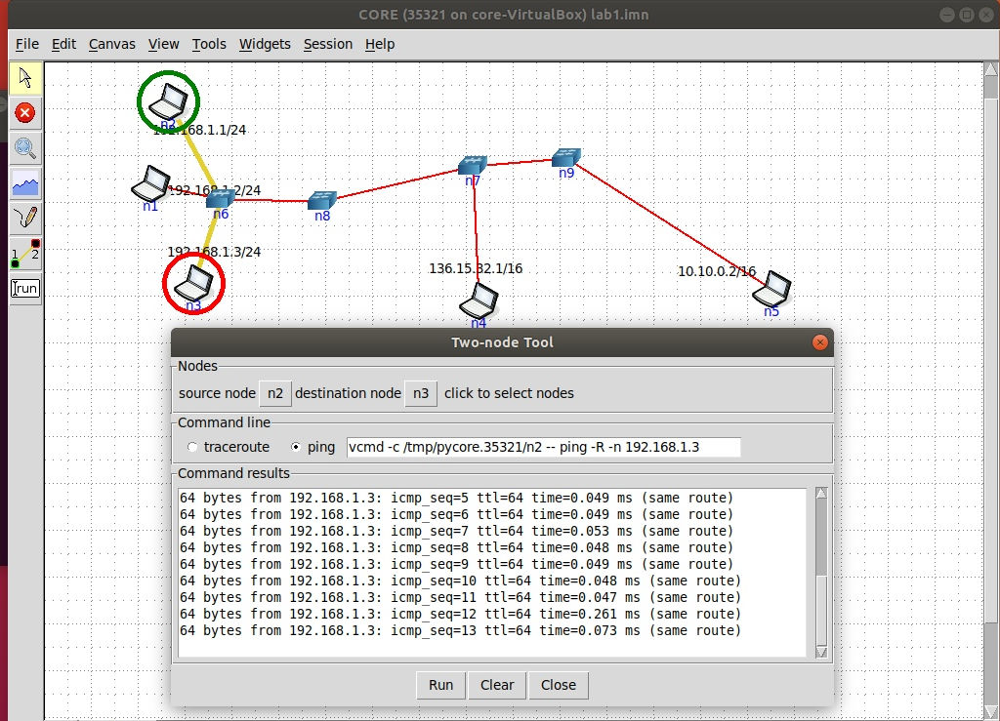 CORE (35321 on core-VirtualBox) lab1.imn
File Edit Canvas View Tools Widgets Session Help
n2
192.168.1.1/24
192.168.1.2/24
n1
n6
n8
n7
n9
192.168.1.3/24
n3
136.15.32.1/16
n4
10.10.0.2/16
n5
1 2
run
Two-node Tool
Nodes
source node n2 destination node n3 click to select nodes
Command line
traceroute ping vcmd -c /tmp/pycore.35321/n2 -- ping -R -n 192.168.1.3
Command results
64 bytes from 192.168.1.3: icmp_seq=5 ttl=64 time=0.049 ms (same route)
64 bytes from 192.168.1.3: icmp_seq=6 ttl=64 time=0.049 ms (same route)
64 bytes from 192.168.1.3: icmp_seq=7 ttl=64 time=0.053 ms (same route)
64 bytes from 192.168.1.3: icmp_seq=8 ttl=64 time=0.048 ms (same route)
64 bytes from 192.168.1.3: icmp_seq=9 ttl=64 time=0.049 ms (same route)
64 bytes from 192.168.1.3: icmp_seq=10 ttl=64 time=0.048 ms (same route)
64 bytes from 192.168.1.3: icmp_seq=11 ttl=64 time=0.047 ms (same route)
64 bytes from 192.168.1.3: icmp_seq=12 ttl=64 time=0.261 ms (same route)
64 bytes from 192.168.1.3: icmp_seq=13 ttl=64 time=0.073 ms (same route)
Run Clear Close